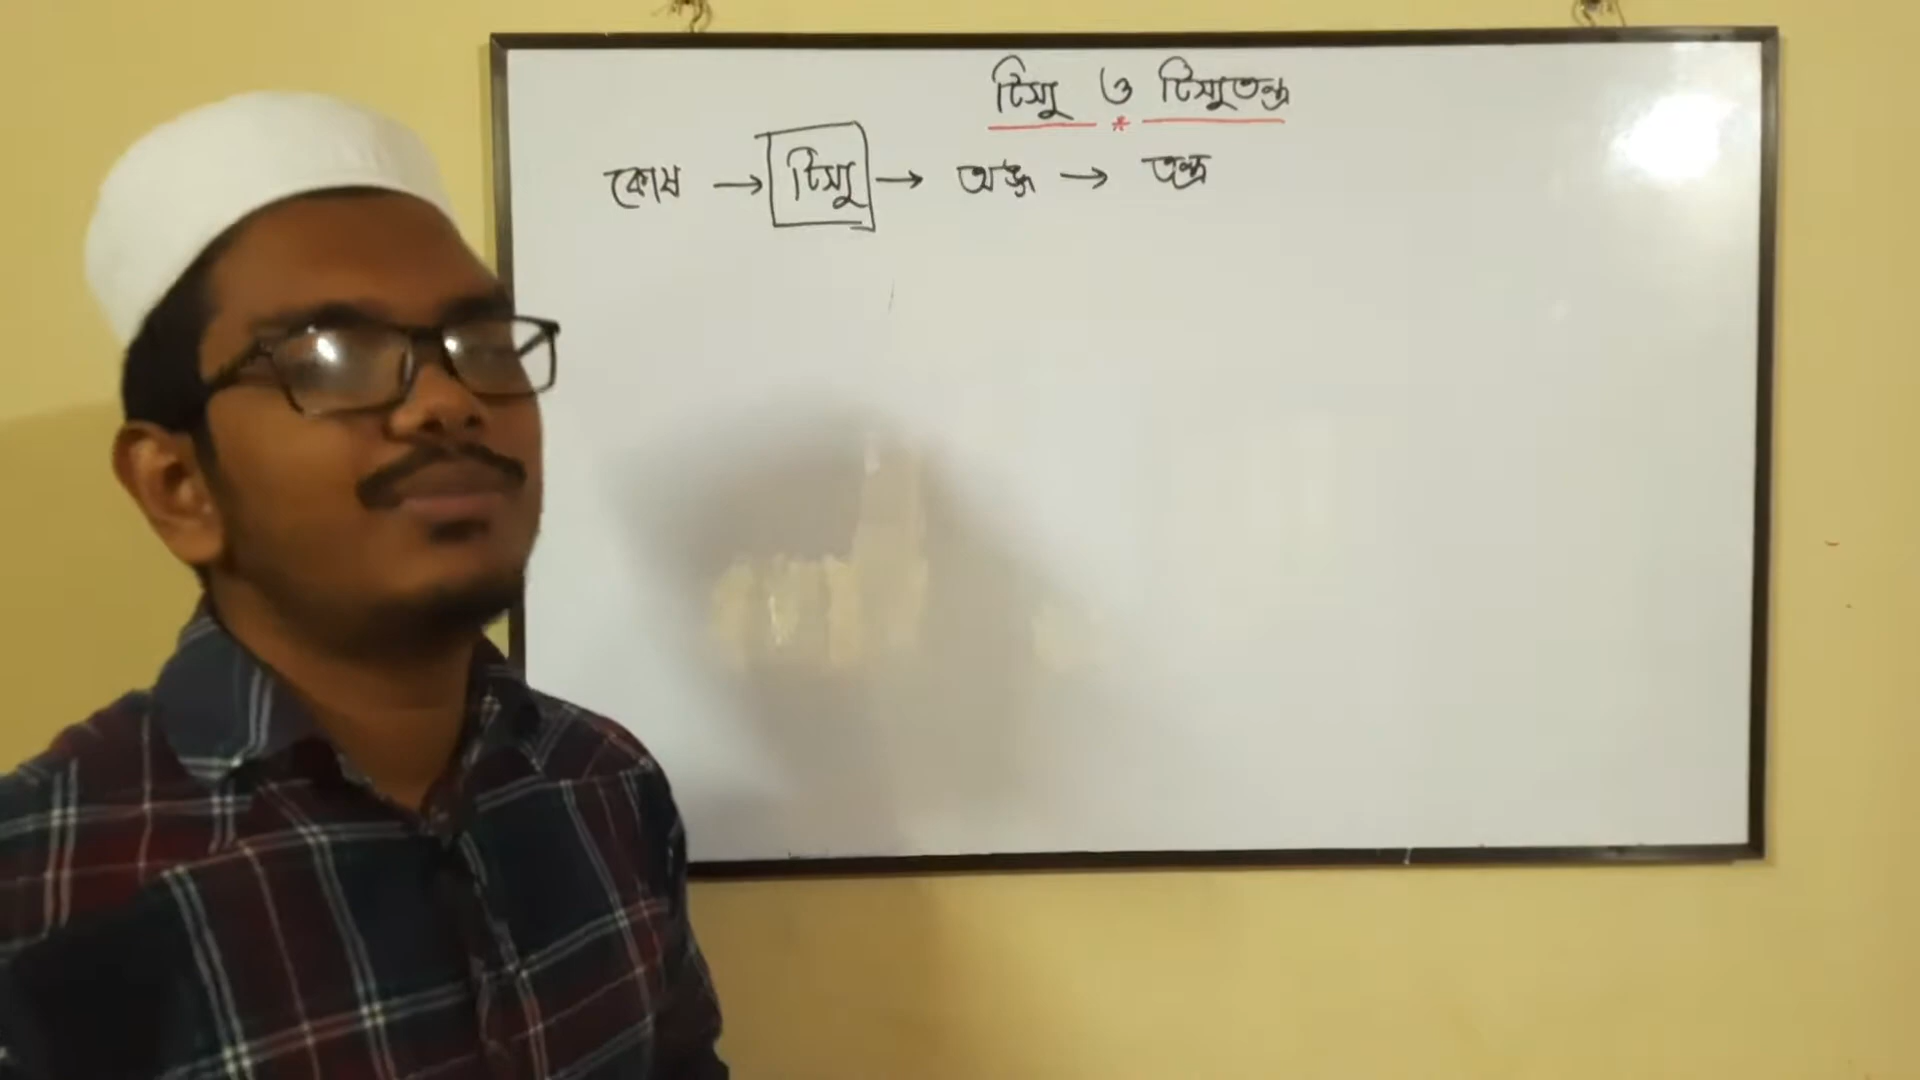 টিস্যু ও টিস্যুতন্ত্র
কোষ → টিস্যু → অঙ্গ → তন্ত্র